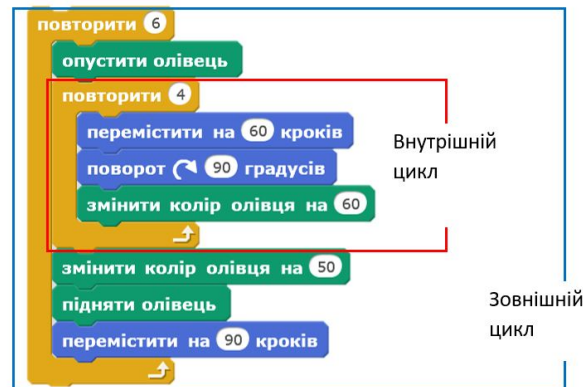 повторити 6
опустити олівець
повторити 4
перемістити на 60 кроків
поворот 90 градусів
змінити колір олівця на 60
Внутрішній
цикл
змінити колір олівця на 50
підняти олівець
перемістити на 90 кроків
Зовнішній
цикл